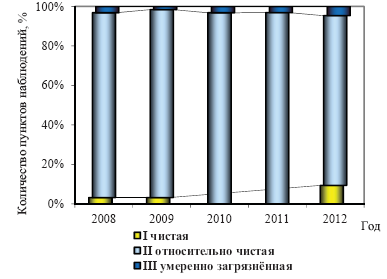 Количество пунктов наблюдений, %
100%
80%
60%
40%
20%
0%
2008 2009 2010 2011 2012
Год
I чистая
II относительно чистая
III умеренно загрязнённая